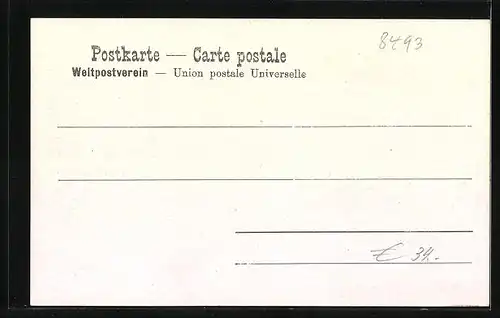 8493
Postkarte — Carte postale
Weltpostverein — Union postale Universelle
€ 34.-